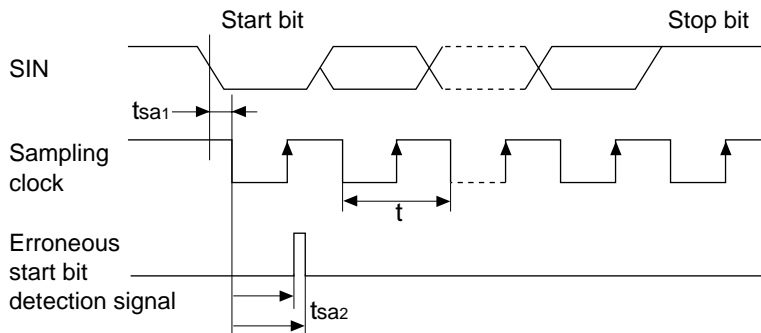 Start bit
Stop bit
SIN
tsa1
Sampling
clock
t
Erroneous
start bit
detection signal
tsa2